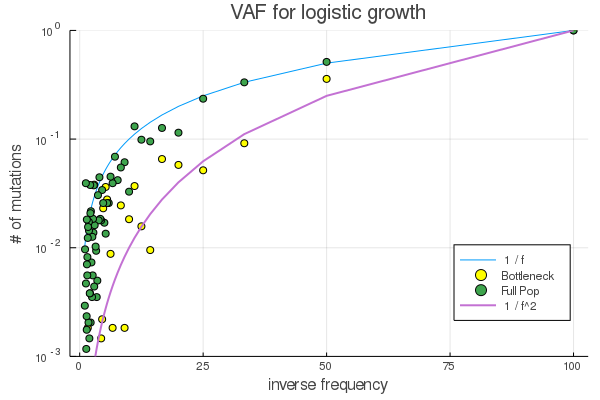 VAF for logistic growth
# of mutations
10^0
10^-1
10^-2
10^-3
0
25
50
75
100
inverse frequency
1 / f
Bottleneck
Full Pop
1 / f^2